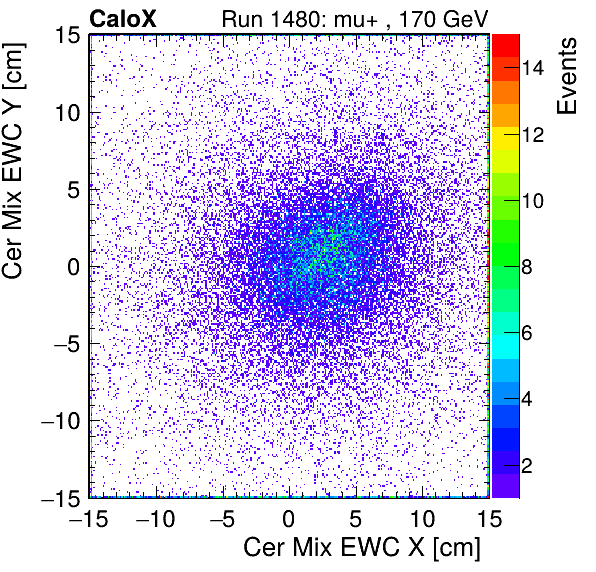 CaloX Run 1480: mu+ , 170 GeV
Cer Mix EWC Y [cm]
15
10
5
0
−5
−10
−15
−15 −10 −5 0 5 10 15
Cer Mix EWC X [cm]
Events
14
12
10
8
6
4
2